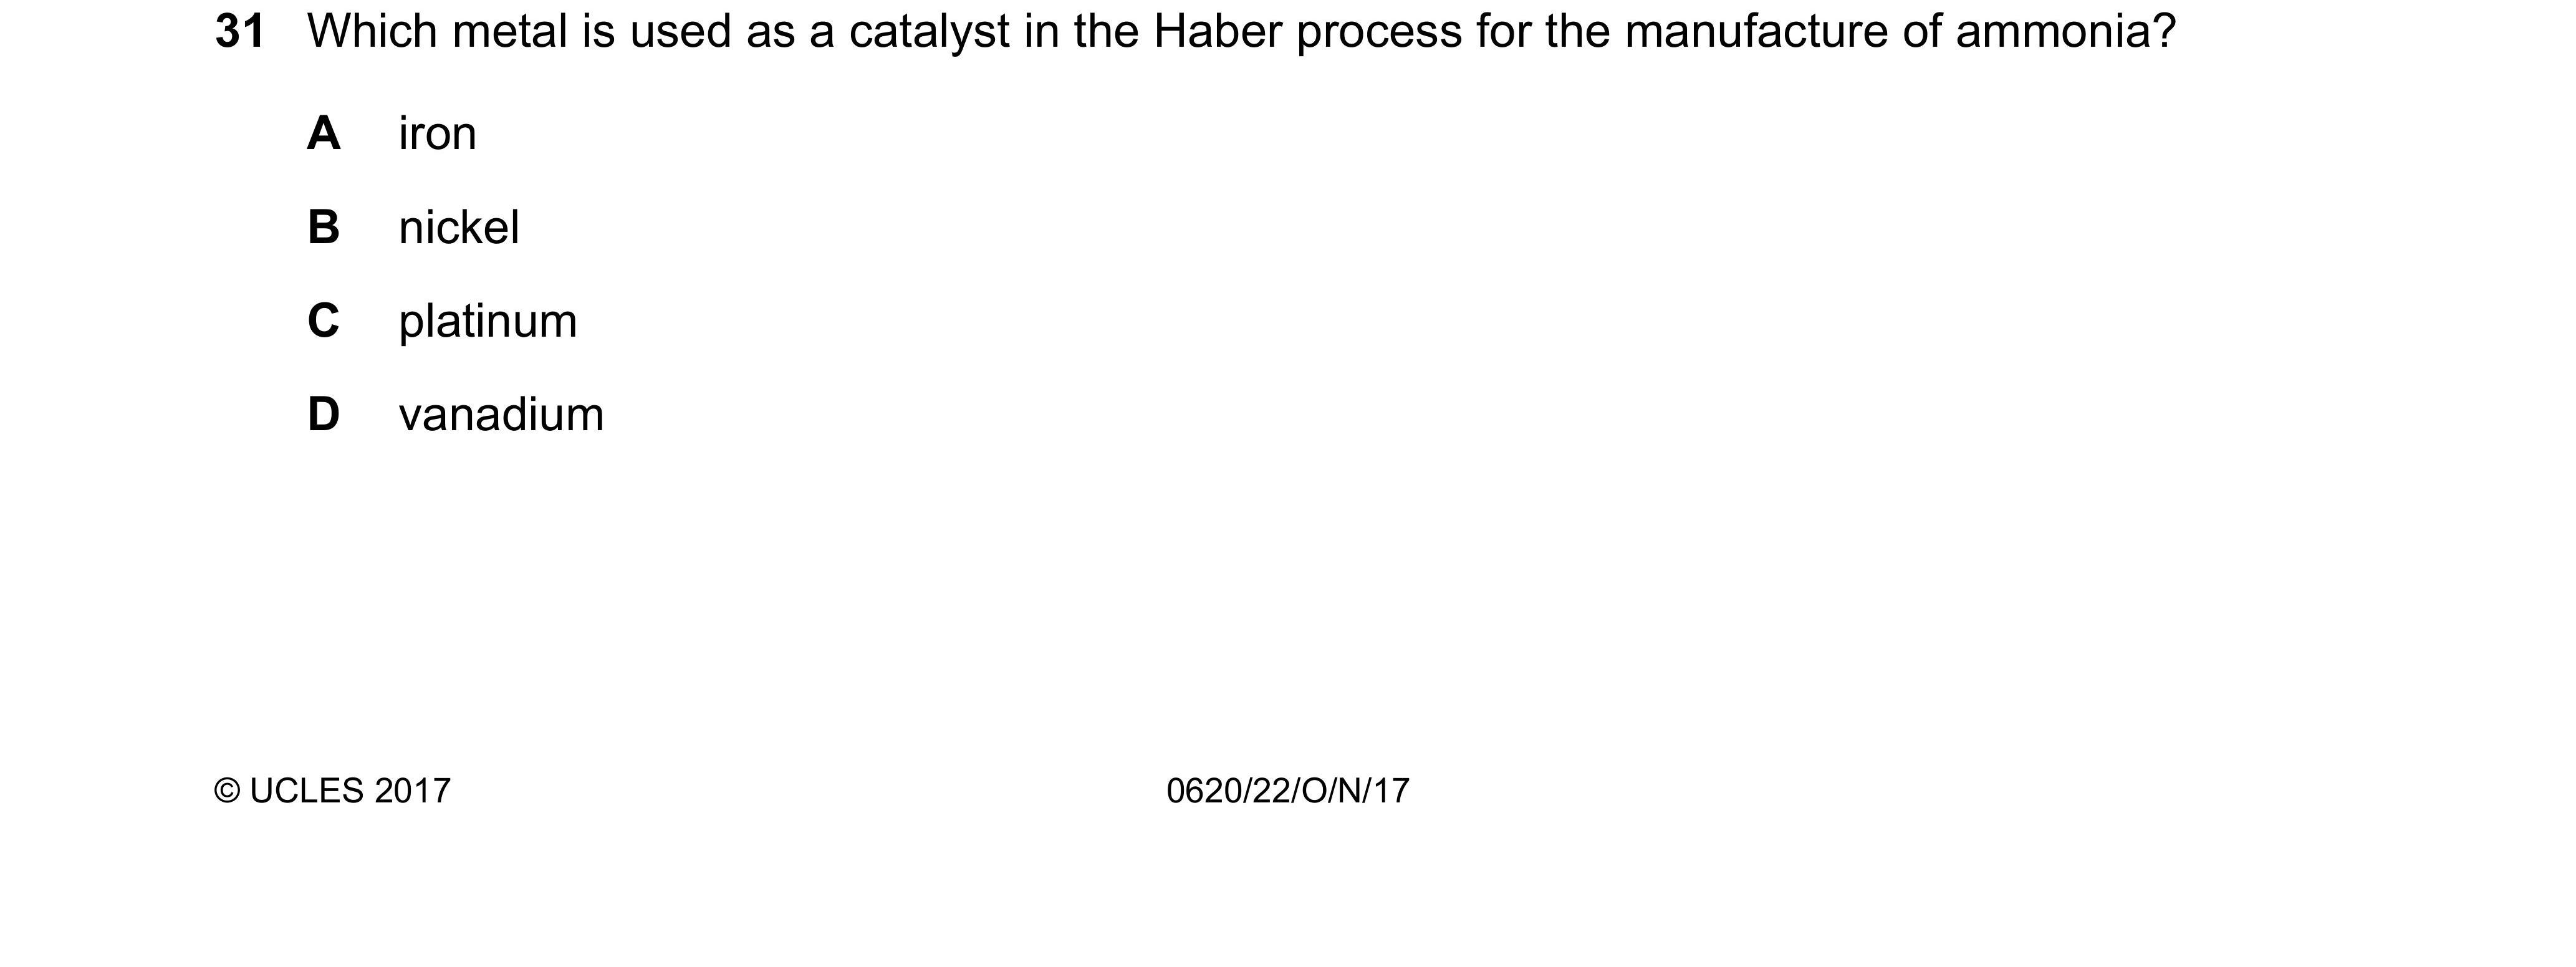 31 Which metal is used as a catalyst in the Haber process for the manufacture of ammonia?
A iron
B nickel
C platinum
D vanadium
© UCLES 2017 0620/22/O/N/17